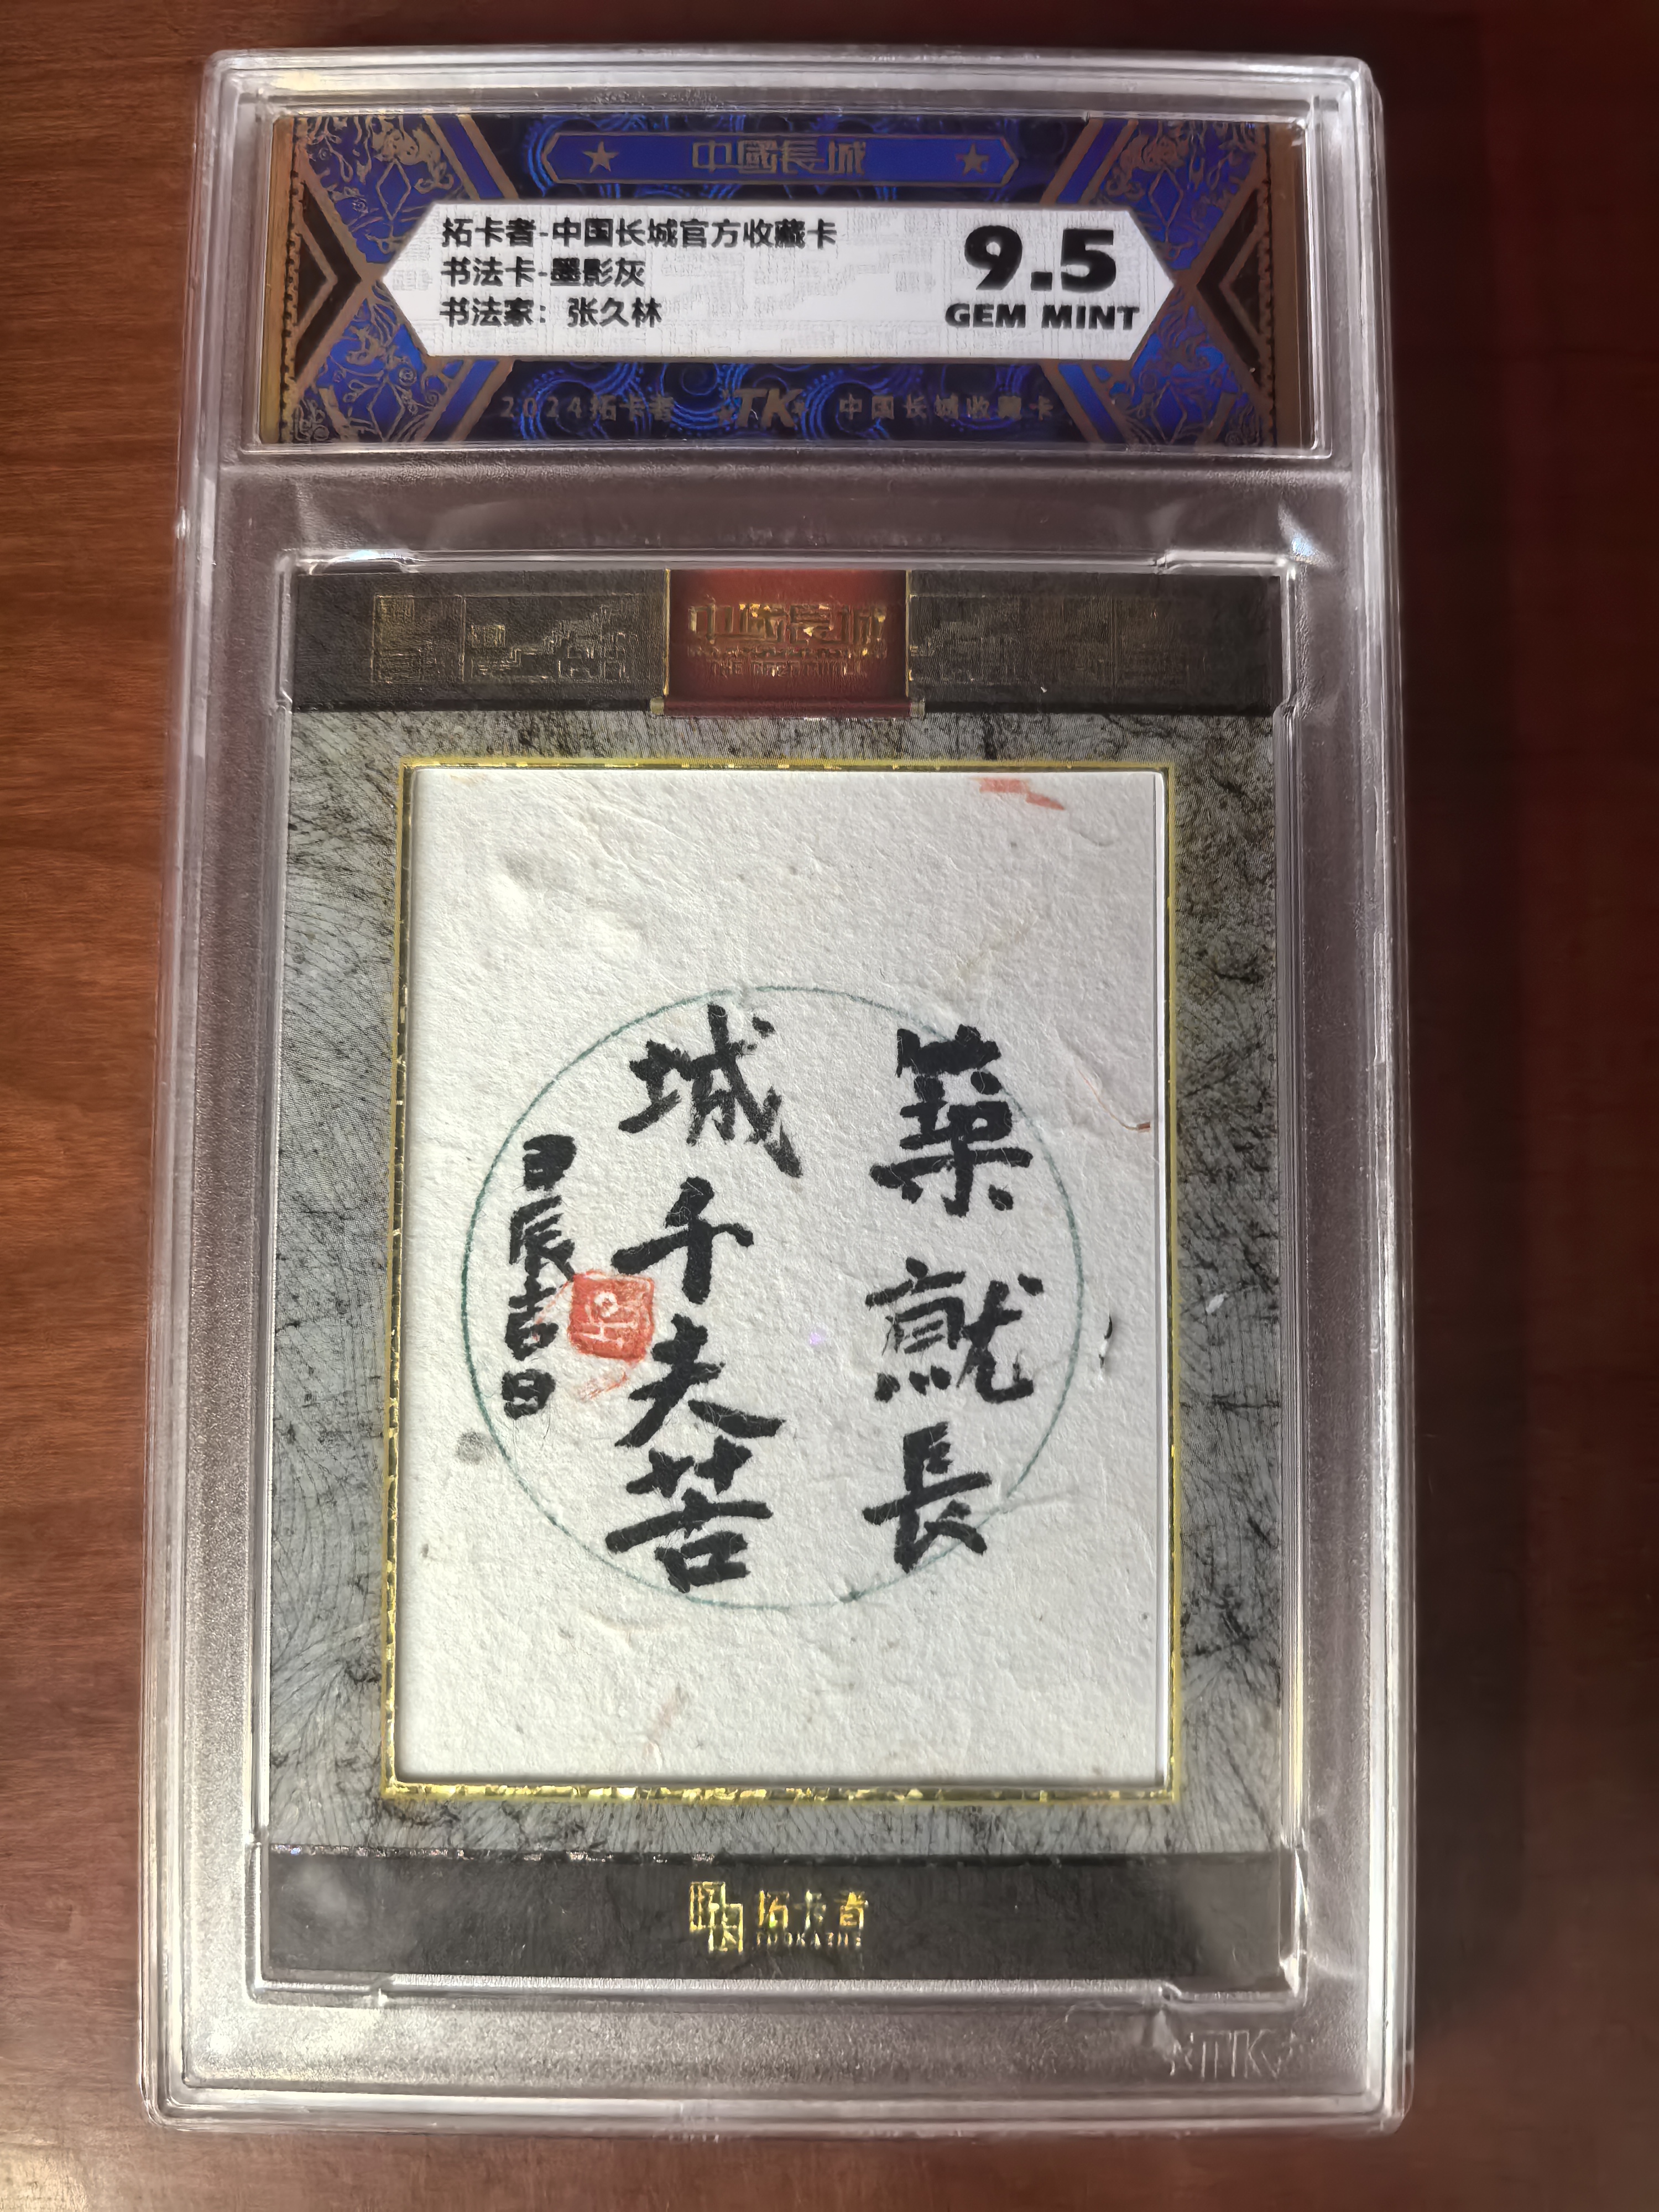 中國長城
拓卡者-中国长城官方收藏卡
书法卡-墨影灰
书法家：张久林
9.5
GEM MINT
2024拓卡者 TK 中国长城收藏卡
中國長城
THE GREAT WALL
築就長
城千夫苦
辰吉日
拓卡者
TUOKAZHE
TK